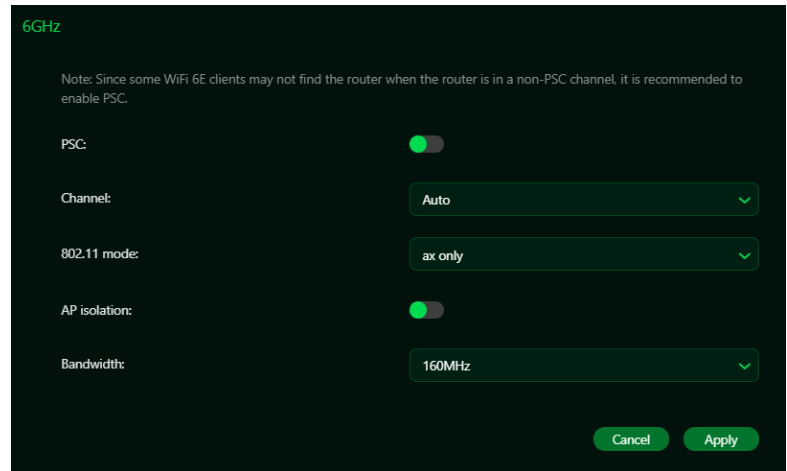 6GHz
Note: Since some WiFi 6E clients may not find the router when the router is in a non-PSC channel, it is recommended to
enable PSC.
PSC:
Channel: Auto
802.11 mode: ax only
AP isolation:
Bandwidth: 160MHz
Cancel Apply